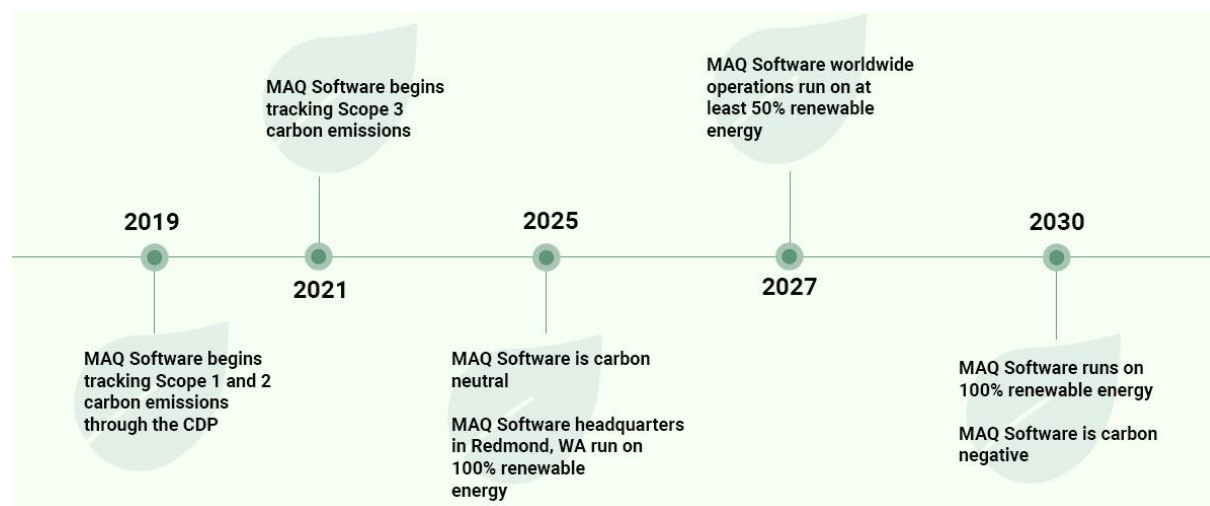 2019
MAQ Software begins
tracking Scope 1 and 2
carbon emissions
through the CDP
MAQ Software begins
tracking Scope 3
carbon emissions
2021
2025
MAQ Software is carbon
neutral
MAQ Software headquarters
in Redmond, WA run on
100% renewable
energy
MAQ Software worldwide
operations run on at
least 50% renewable
energy
2027
2030
MAQ Software runs on
100% renewable energy
MAQ Software is carbon
negative